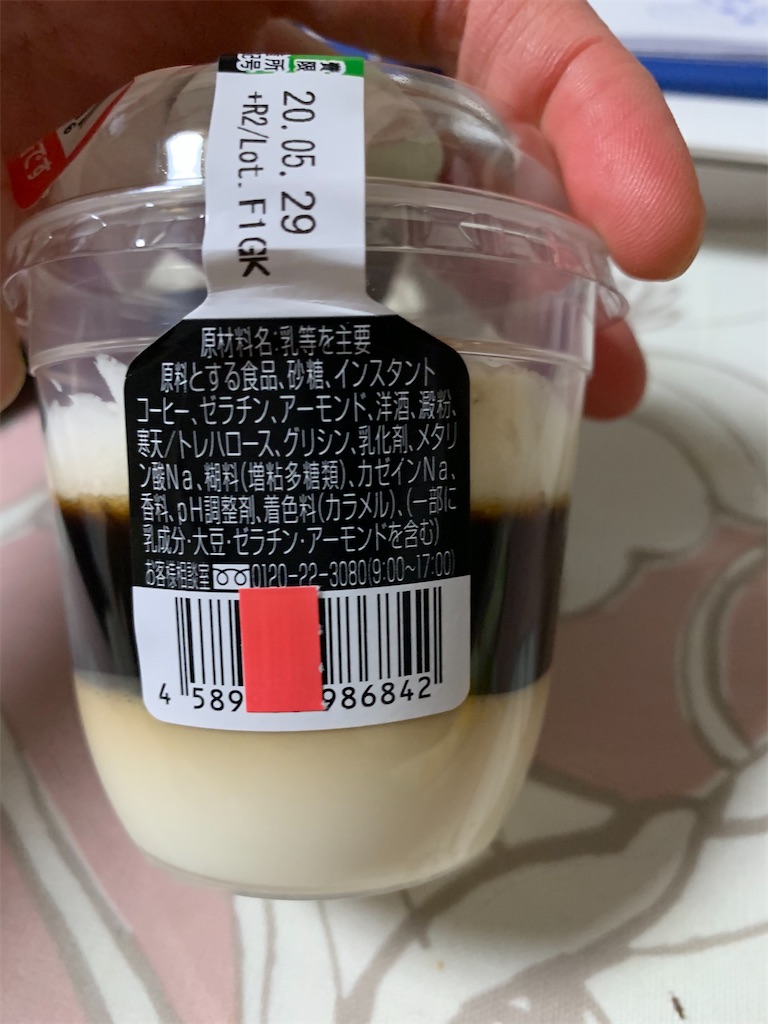 20.05.29
+R2/Lot. F1GK
原材料名:乳等を主要
原料とする食品、砂糖、インスタント
コーヒー、ゼラチン、アーモンド、洋酒、澱粉、
寒天/トレハロース、グリシン、乳化剤、メタリ
ン酸Na、糊料(増粘多糖類)、カゼインNa、
香料、pH調整剤、着色料(カラメル)、(一部に
乳成分・大豆・ゼラチン・アーモンドを含む)
お客様相談室 0120-22-3080(9:00~17:00)
4 589 986842